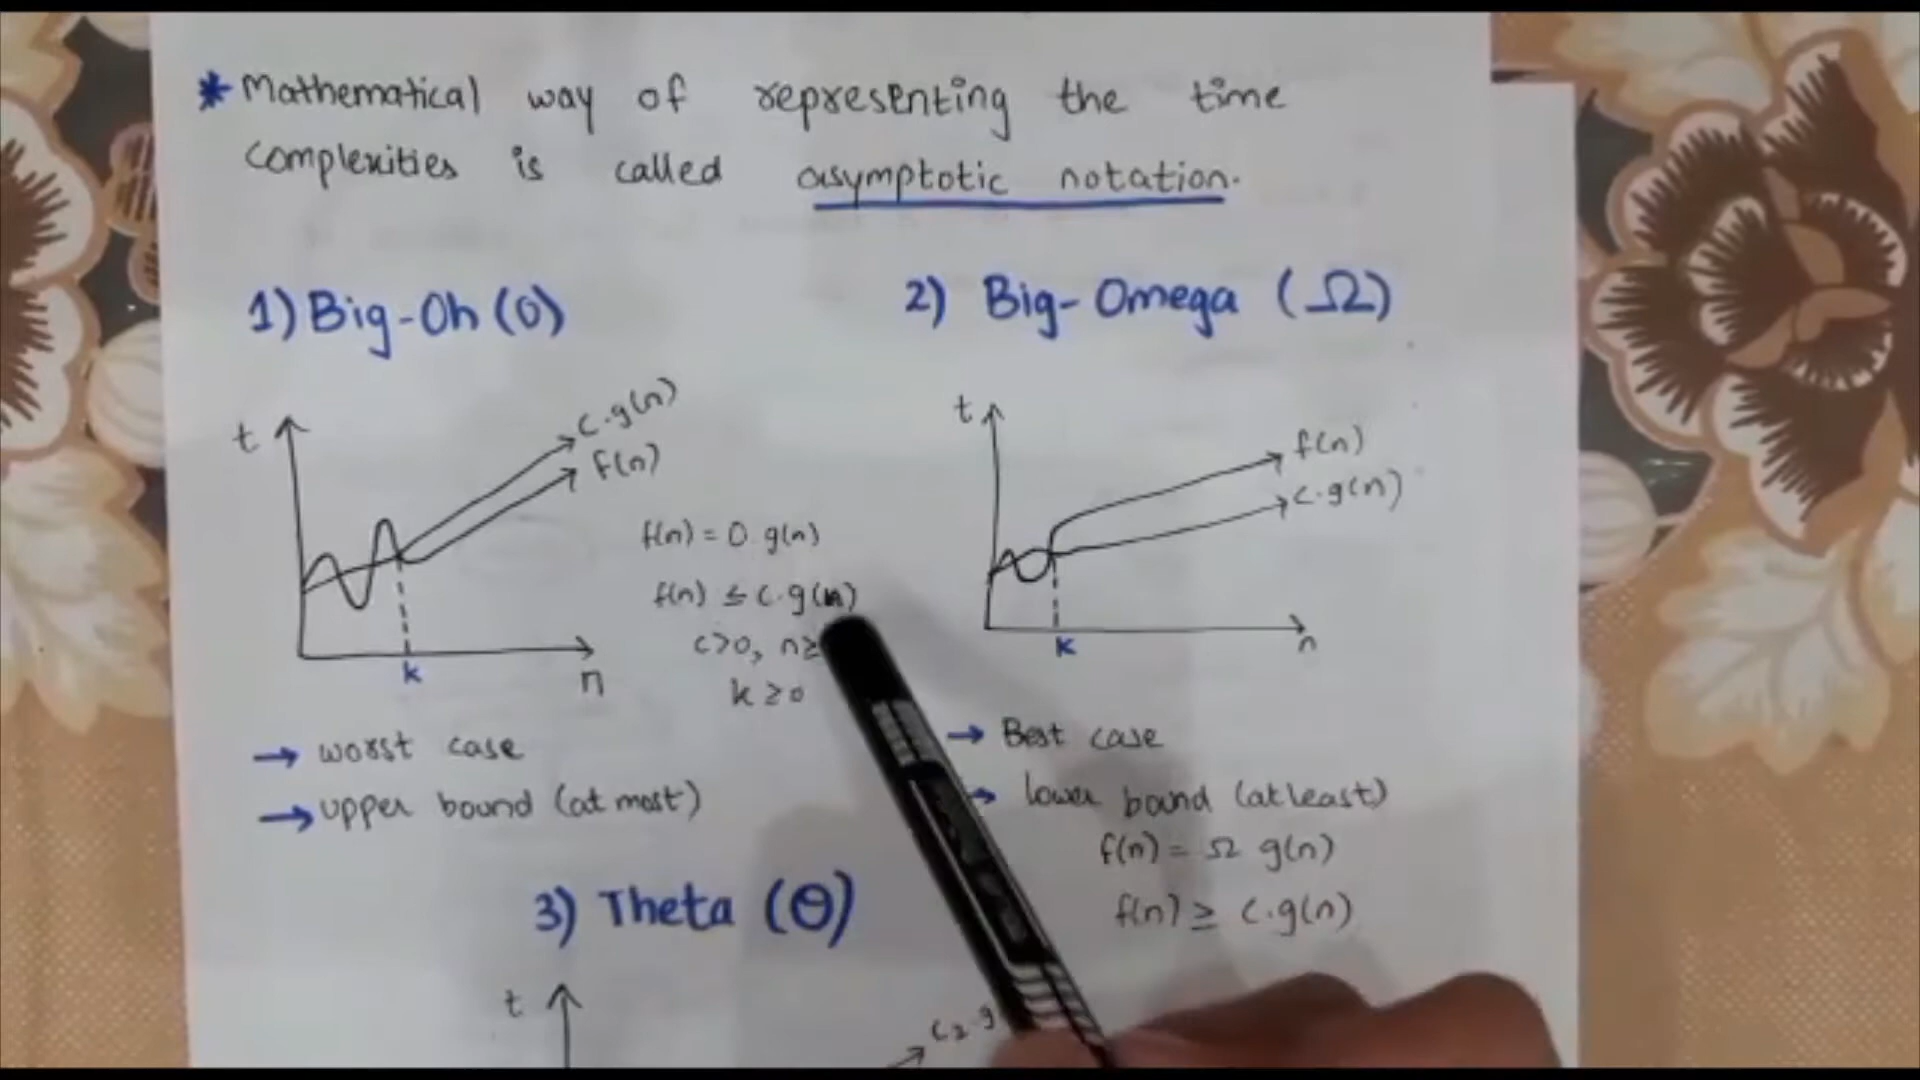 * Mathematical way of representing the time
complexities is called asymptotic notation.
1) Big-Oh (O)
t
c.g(n)
f(n)
k
n
f(n) = O g(n)
f(n) ≤ c.g(n)
c>0, n≥
k ≥0
→ worst case
→ upper bound (at most)
2) Big-Omega (Ω)
t
f(n)
c.g(n)
k
n
→ Best case
→ lower bound (atleast)
f(n) = Ω g(n)
f(n) ≥ c.g(n)
3) Theta (Θ)
t
c2.g